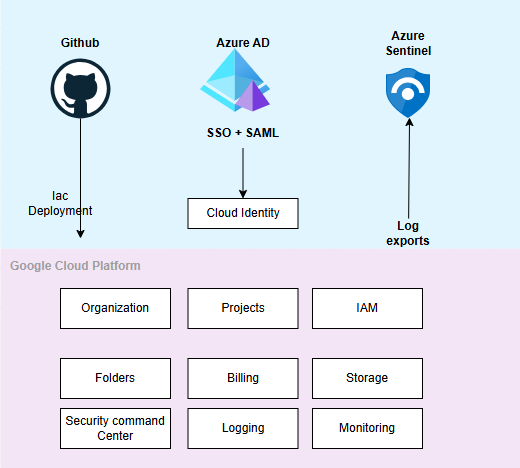 Github
Azure AD
Azure
Sentinel
SSO + SAML
Iac
Deployment
Cloud Identity
Log
exports
Google Cloud Platform
Organization
Projects
IAM
Folders
Billing
Storage
Security command
Center
Logging
Monitoring